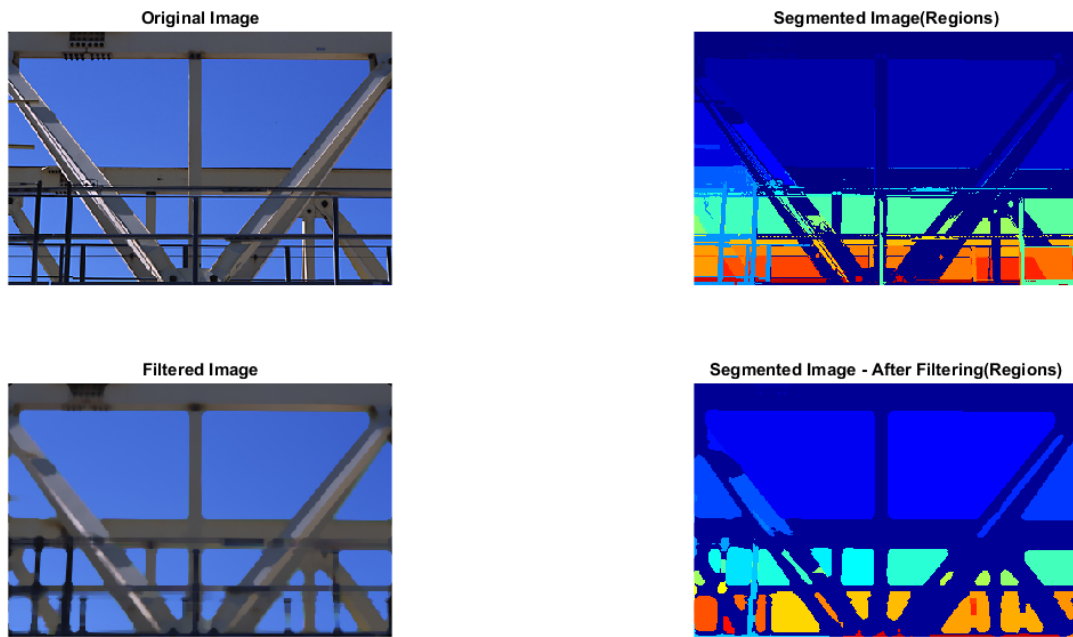 Original Image
Segmented Image(Regions)
Filtered Image
Segmented Image - After Filtering(Regions)